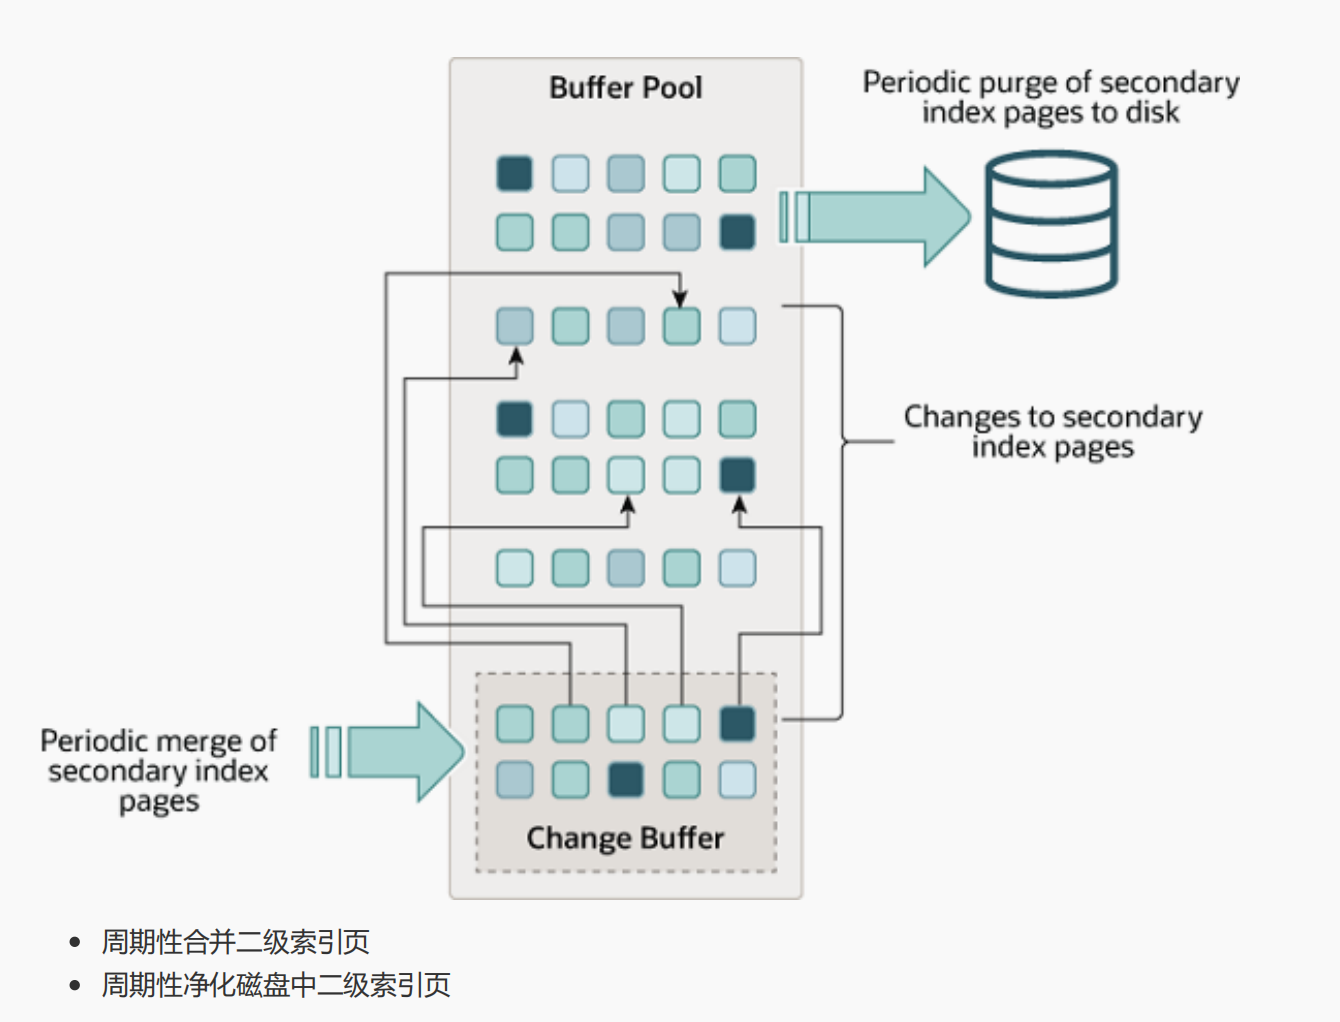 Buffer Pool
Periodic purge of secondary
index pages to disk
Changes to secondary
index pages
Periodic merge of
secondary index
pages
Change Buffer
• 周期性合并二级索引页
• 周期性净化磁盘中二级索引页